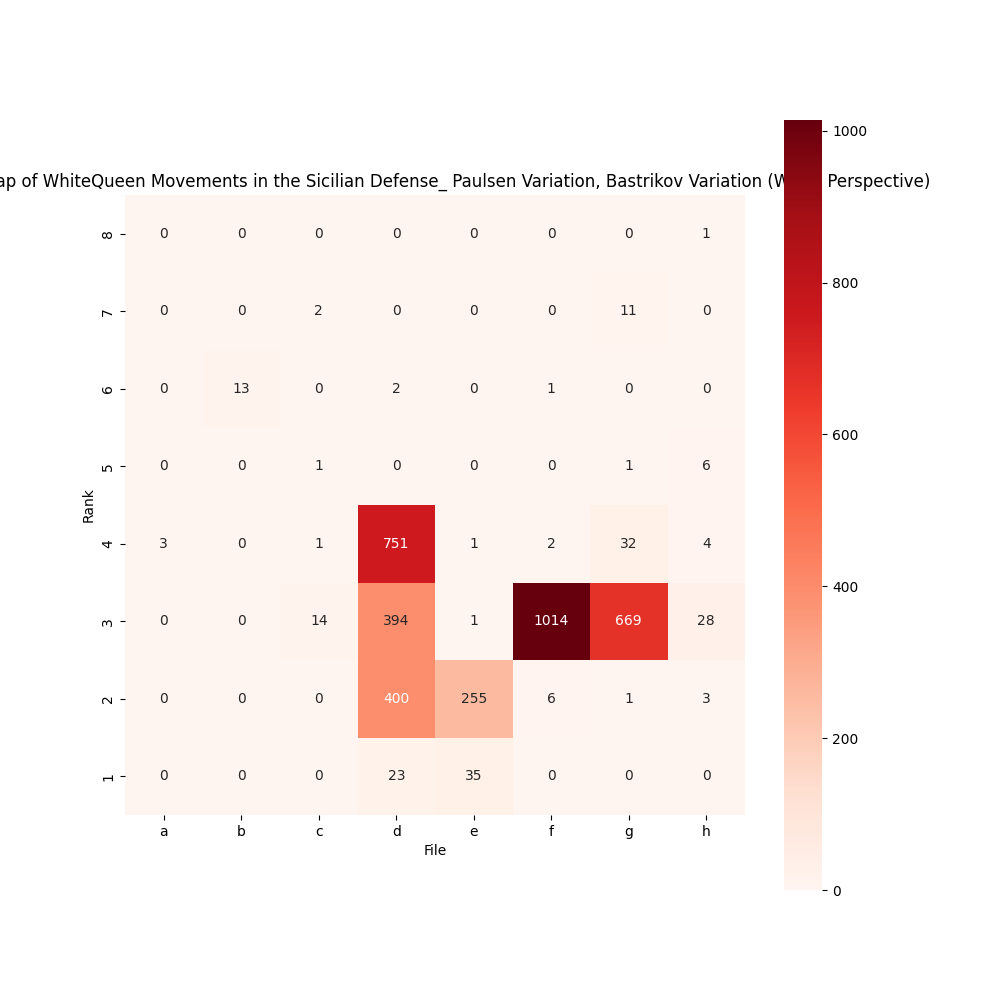 ap of WhiteQueen Movements in the Sicilian Defense_ Paulsen Variation, Bastrikov Variation (W Perspective)
8 0 0 0 0 0 0 0 1
7 0 0 2 0 0 0 11 0
6 0 13 0 2 0 1 0 0
5 0 0 1 0 0 0 1 6
Rank
4 3 0 1 751 1 2 32 4
3 0 0 14 394 1 1014 669 28
2 0 0 0 400 255 6 1 3
1 0 0 0 23 35 0 0 0
a b c d e f g h
File
1000
800
600
400
200
0